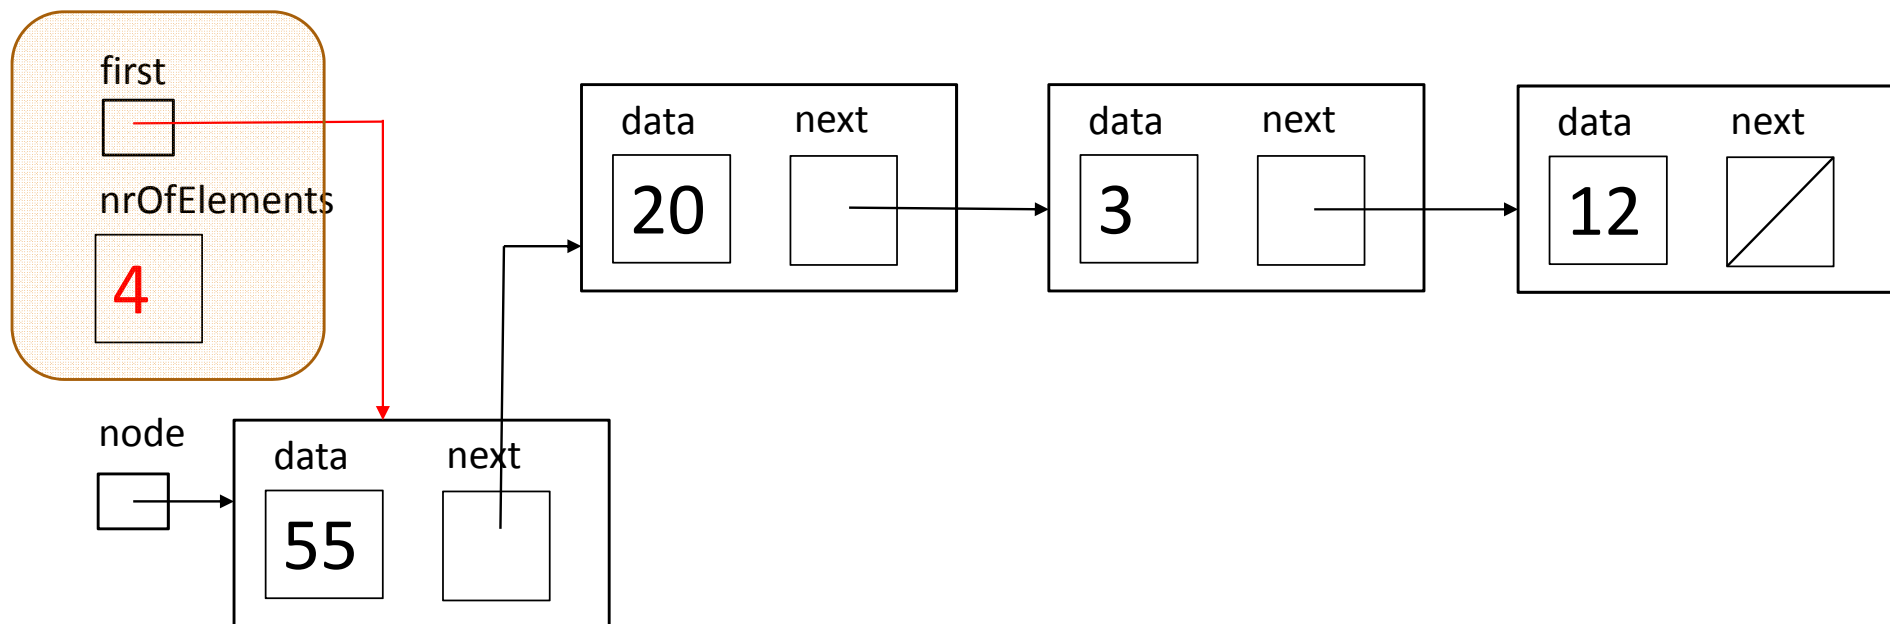 first
nrOfElements
4
data next
20
data next
3
data next
12
node
data next
55